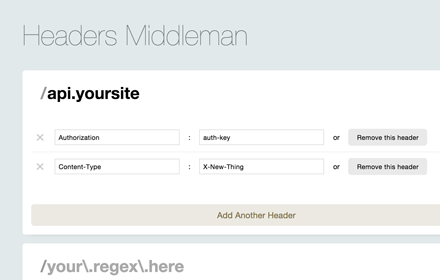 Headers Middleman
/api.yoursite
Authorization : auth-key or Remove this header
Content-Type : X-New-Thing or Remove this header
Add Another Header
/your\.regex\.here